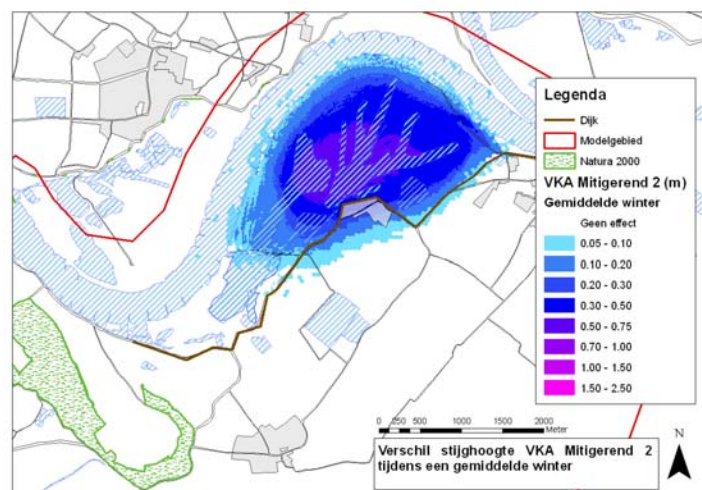 Legenda
Dijk
Modelgebied
Natura 2000
VKA Mitigerend 2 (m)
Gemiddelde winter
Geen effect
0.05 - 0.10
0.10 - 0.20
0.20 - 0.30
0.30 - 0.50
0.50 - 0.75
0.70 - 1.00
1.00 - 1.50
1.50 - 2.50
0 250 500 1000 1500 2000
Meter
N
Verschil stijghoogte VKA Mitigerend 2
tijdens een gemiddelde winter